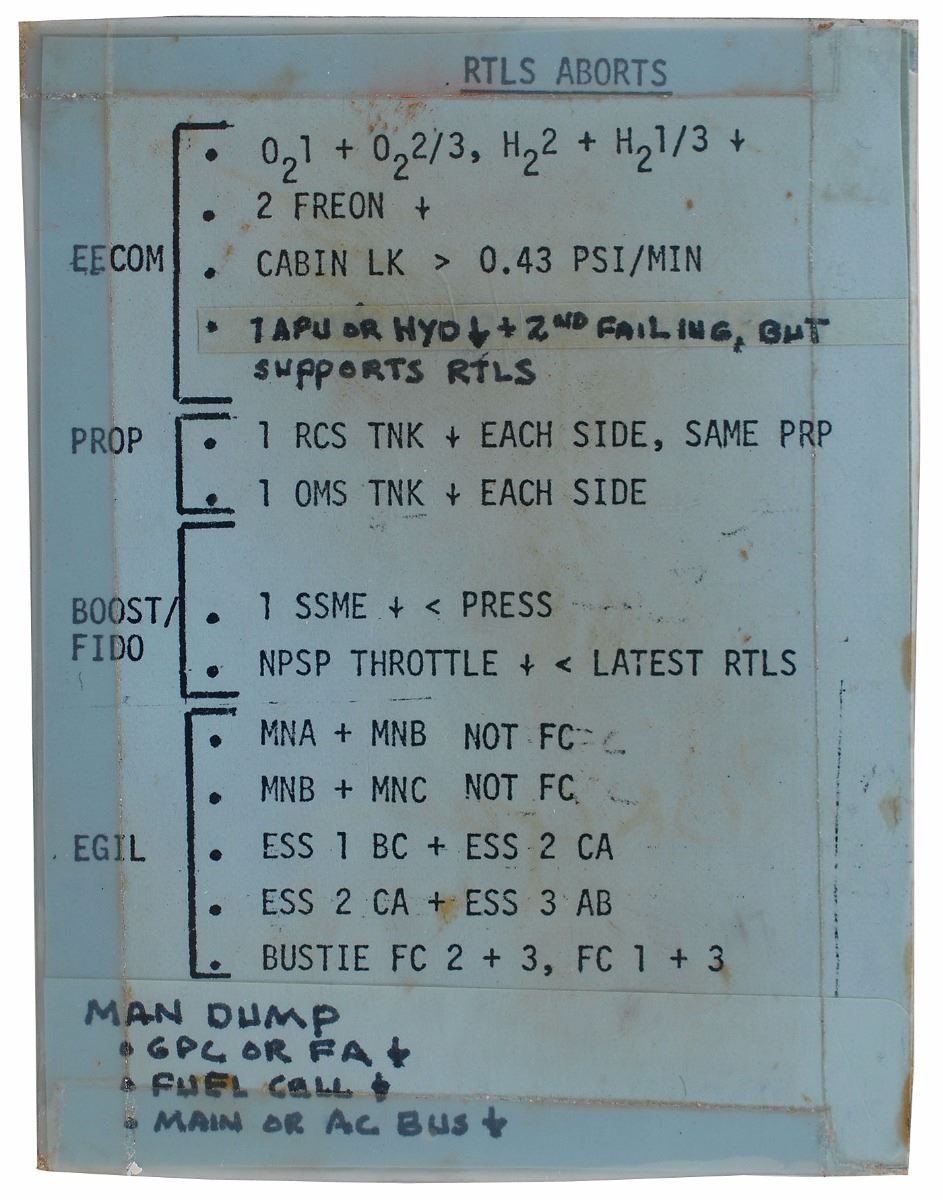 RTLS ABORTS
• O₂1 + O₂2/3, H₂2 + H₂1/3 ↓
• 2 FREON ↓
EECOM • CABIN LK > 0.43 PSI/MIN
• 1 APU OR HYD ↓ + 2ND FAILING, BUT
SUPPORTS RTLS
PROP • 1 RCS TNK ↓ EACH SIDE, SAME PRP
• 1 OMS TNK ↓ EACH SIDE
BOOST/ • 1 SSME ↓ < PRESS
FIDO • NPSP THROTTLE ↓ < LATEST RTLS
• MNA + MNB NOT FC
• MNB + MNC NOT FC
EGIL • ESS 1 BC + ESS 2 CA
• ESS 2 CA + ESS 3 AB
• BUSTIE FC 2 + 3, FC 1 + 3
MAN DUMP
• GPC OR FA ↓
• FUEL CELL ↓
• MAIN OR AC BUS ↓